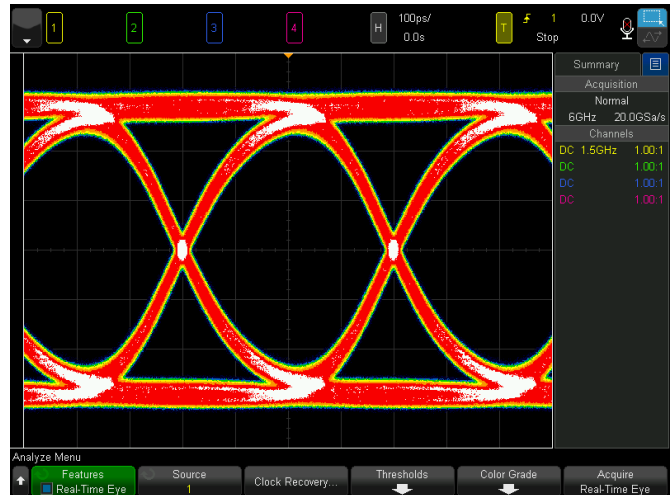 1
2
3
4
H
100ps/
0.0s
T
1
0.0V
Stop
Summary
Acquisition
Normal
6GHz 20.0GSa/s
Channels
DC 1.5GHz 1.00:1
DC 1.00:1
DC 1.00:1
DC 1.00:1
Analyze Menu
Features
Real-Time Eye
Source
1
Clock Recovery...
Thresholds
Color Grade
Acquire
Real-Time Eye